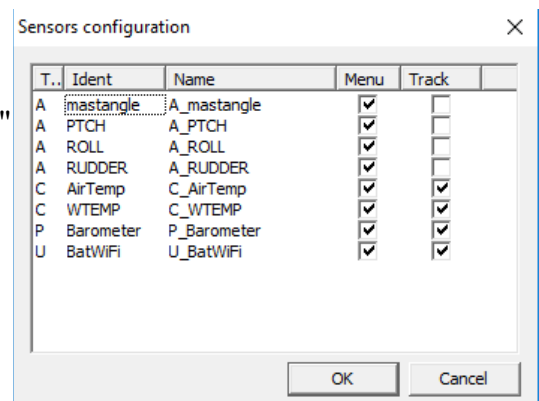 Sensors configuration
"
T.. Ident Name Menu Track
A mastangle A_mastangle
A PTCH A_PTCH
A ROLL A_ROLL
A RUDDER A_RUDDER
C AirTemp C_AirTemp
C WTEMP C_WTEMP
P Barometer P_Barometer
U BatWiFi U_BatWiFi
OK Cancel